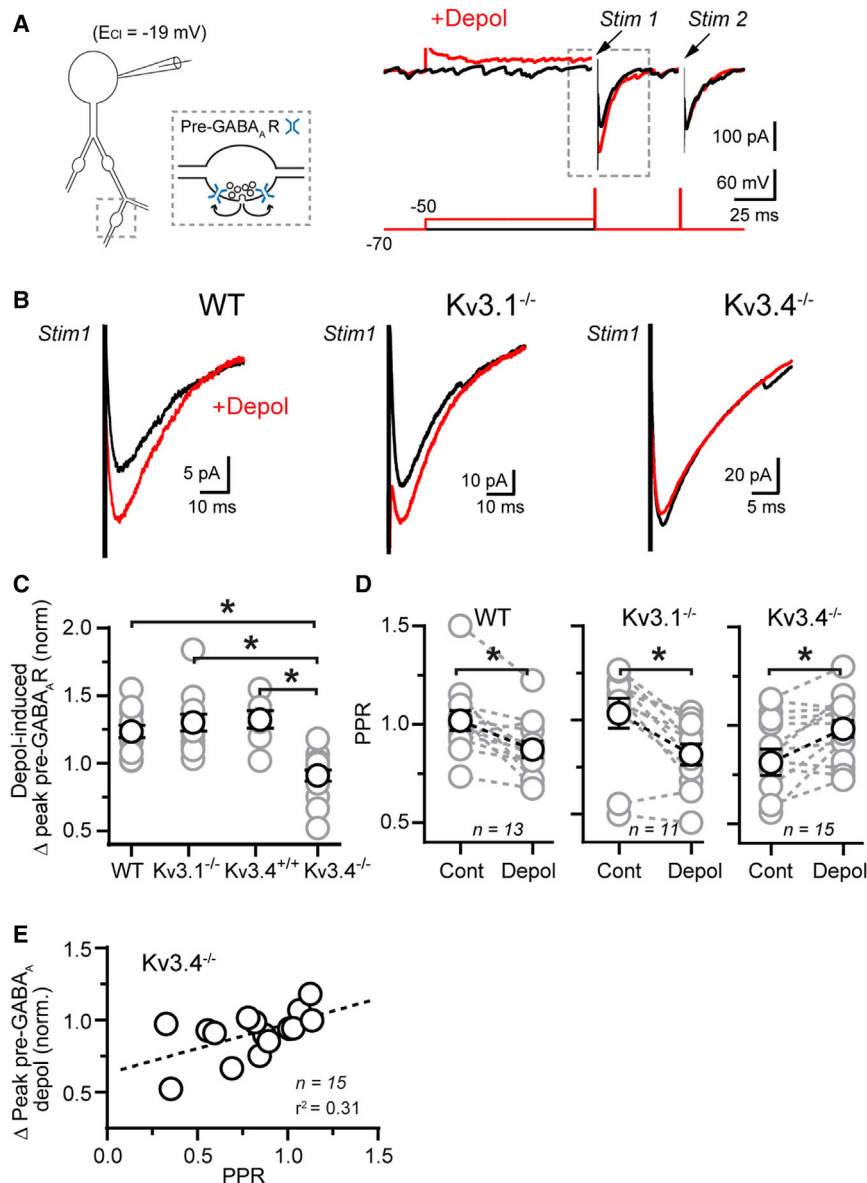 A
(ECl = -19 mV)
Pre-GABAAR
+Depol
Stim 1
Stim 2
100 pA
60 mV
25 ms
-50
-70
B
WT
Kv3.1-/-
Kv3.4-/-
Stim1
Stim1
Stim1
+Depol
5 pA
10 ms
10 pA
10 ms
20 pA
5 ms
C
Depol-induced
Δ peak pre-GABAAR (norm)
2.0
1.5
1.0
0.5
*
*
*
WT
Kv3.1-/-
Kv3.4+/+
Kv3.4-/-
D
PPR
1.5
1.0
0.5
WT
Kv3.1-/-
Kv3.4-/-
*
*
*
n = 13
n = 11
n = 15
Cont
Depol
Cont
Depol
Cont
Depol
E
Kv3.4-/-
Δ Peak pre-GABAA
depol (norm.)
1.5
1.0
0.5
n = 15
r2 = 0.31
0.0
0.5
1.0
1.5
PPR